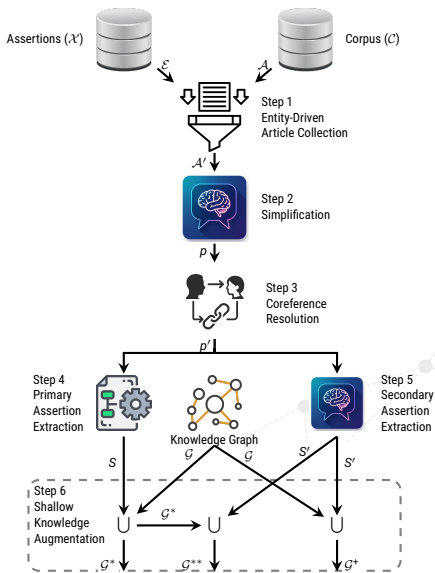 Assertions (𝒳)
Corpus (𝒞)
ℰ
𝒜
Step 1
Entity-Driven
Article Collection
𝒜′
Step 2
Simplification
p
Step 3
Coreference
Resolution
p′
Step 4
Primary
Assertion
Extraction
Knowledge Graph
Step 5
Secondary
Assertion
Extraction
S
𝒢
𝒢
S′
S′
Step 6
Shallow
Knowledge
Augmentation
∪
𝒢*
∪
∪
𝒢*
𝒢**
𝒢⁺